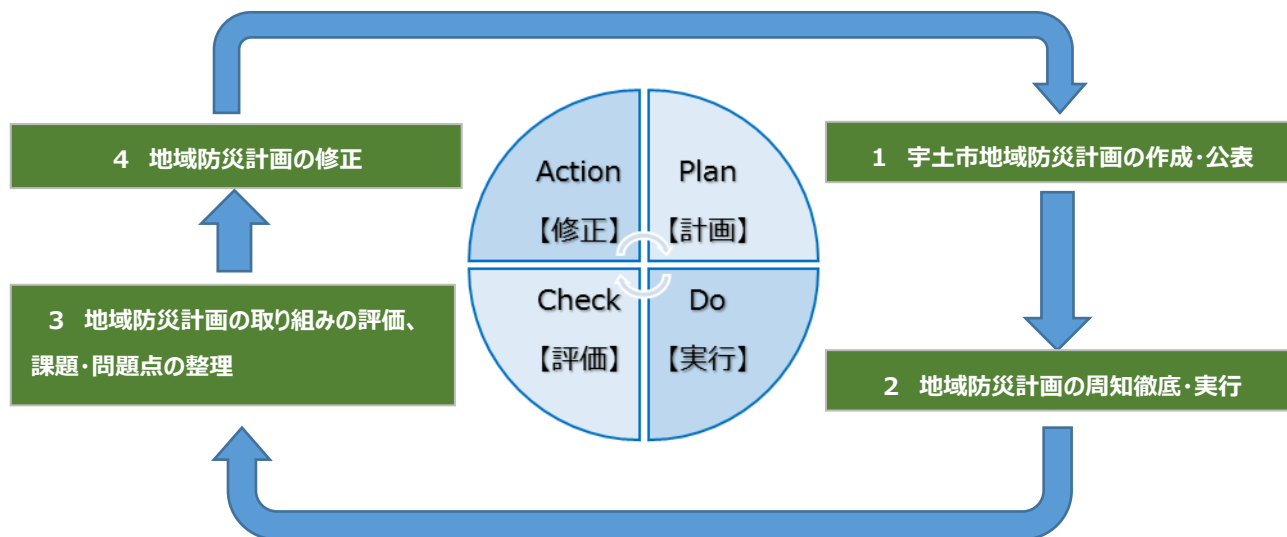 4 地域防災計画の修正
1 宇土市地域防災計画の作成・公表
Action
【修正】
Plan
【計画】
Check
【評価】
Do
【実行】
3 地域防災計画の取り組みの評価、
課題・問題点の整理
2 地域防災計画の周知徹底・実行